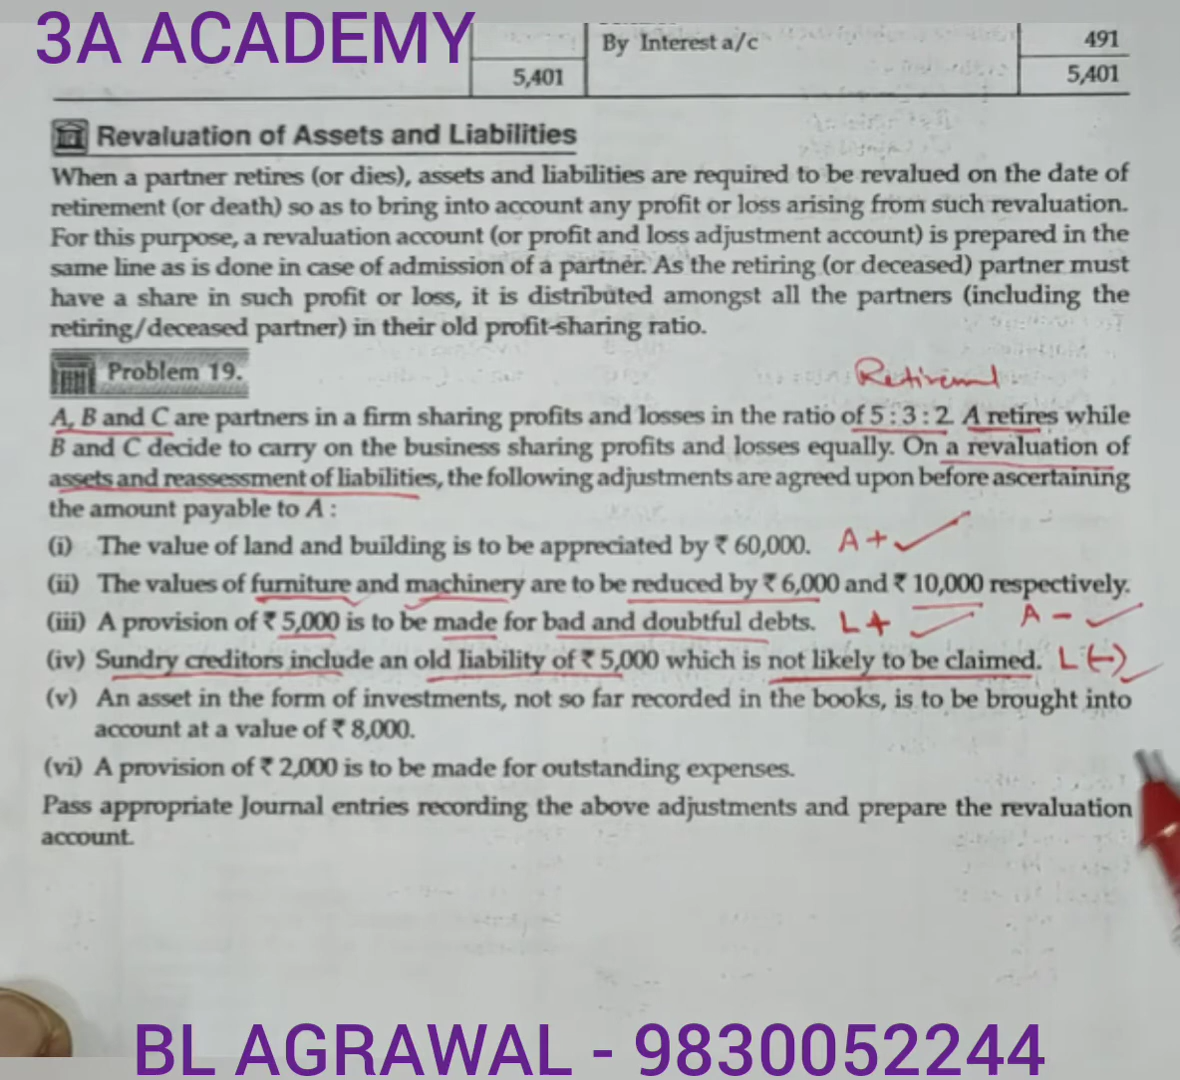 3A ACADEMY
By Interest a/c 491
5,401 5,401
Revaluation of Assets and Liabilities
When a partner retires (or dies), assets and liabilities are required to be revalued on the date of
retirement (or death) so as to bring into account any profit or loss arising from such revaluation.
For this purpose, a revaluation account (or profit and loss adjustment account) is prepared in the
same line as is done in case of admission of a partner. As the retiring (or deceased) partner must
have a share in such profit or loss, it is distributed amongst all the partners (including the
retiring/deceased partner) in their old profit-sharing ratio.
Problem 19.
Retirement
A, B and C are partners in a firm sharing profits and losses in the ratio of 5 : 3 : 2. A retires while
B and C decide to carry on the business sharing profits and losses equally. On a revaluation of
assets and reassessment of liabilities, the following adjustments are agreed upon before ascertaining
the amount payable to A :
(i) The value of land and building is to be appreciated by ₹ 60,000. A + ✓
(ii) The values of furniture and machinery are to be reduced by ₹ 6,000 and ₹ 10,000 respectively.
A - ✓
(iii) A provision of ₹ 5,000 is to be made for bad and doubtful debts. L + ✓
(iv) Sundry creditors include an old liability of ₹ 5,000 which is not likely to be claimed. L (-) ✓
(v) An asset in the form of investments, not so far recorded in the books, is to be brought into
account at a value of ₹ 8,000.
(vi) A provision of ₹ 2,000 is to be made for outstanding expenses.
Pass appropriate Journal entries recording the above adjustments and prepare the revaluation
account.
BL AGRAWAL - 9830052244